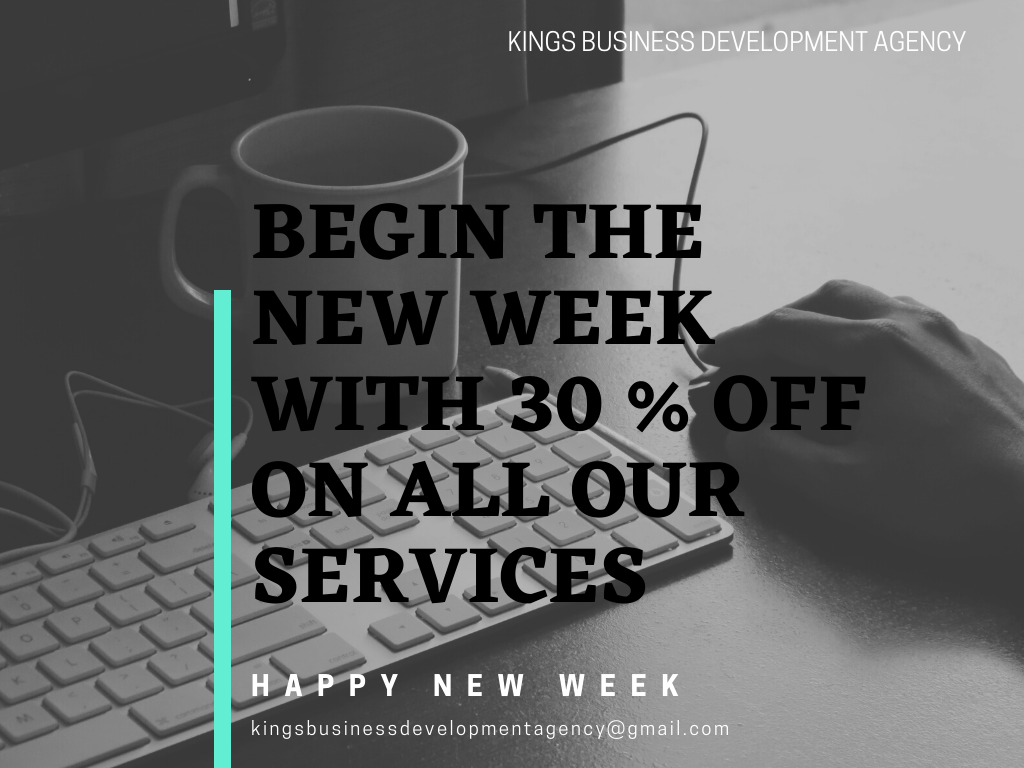 KINGS BUSINESS DEVELOPMENT AGENCY
BEGIN THE
NEW WEEK
WITH 30 % OFF
ON ALL OUR
SERVICES
HAPPY NEW WEEK
kingsbusinessdevelopmentagency@gmail.com